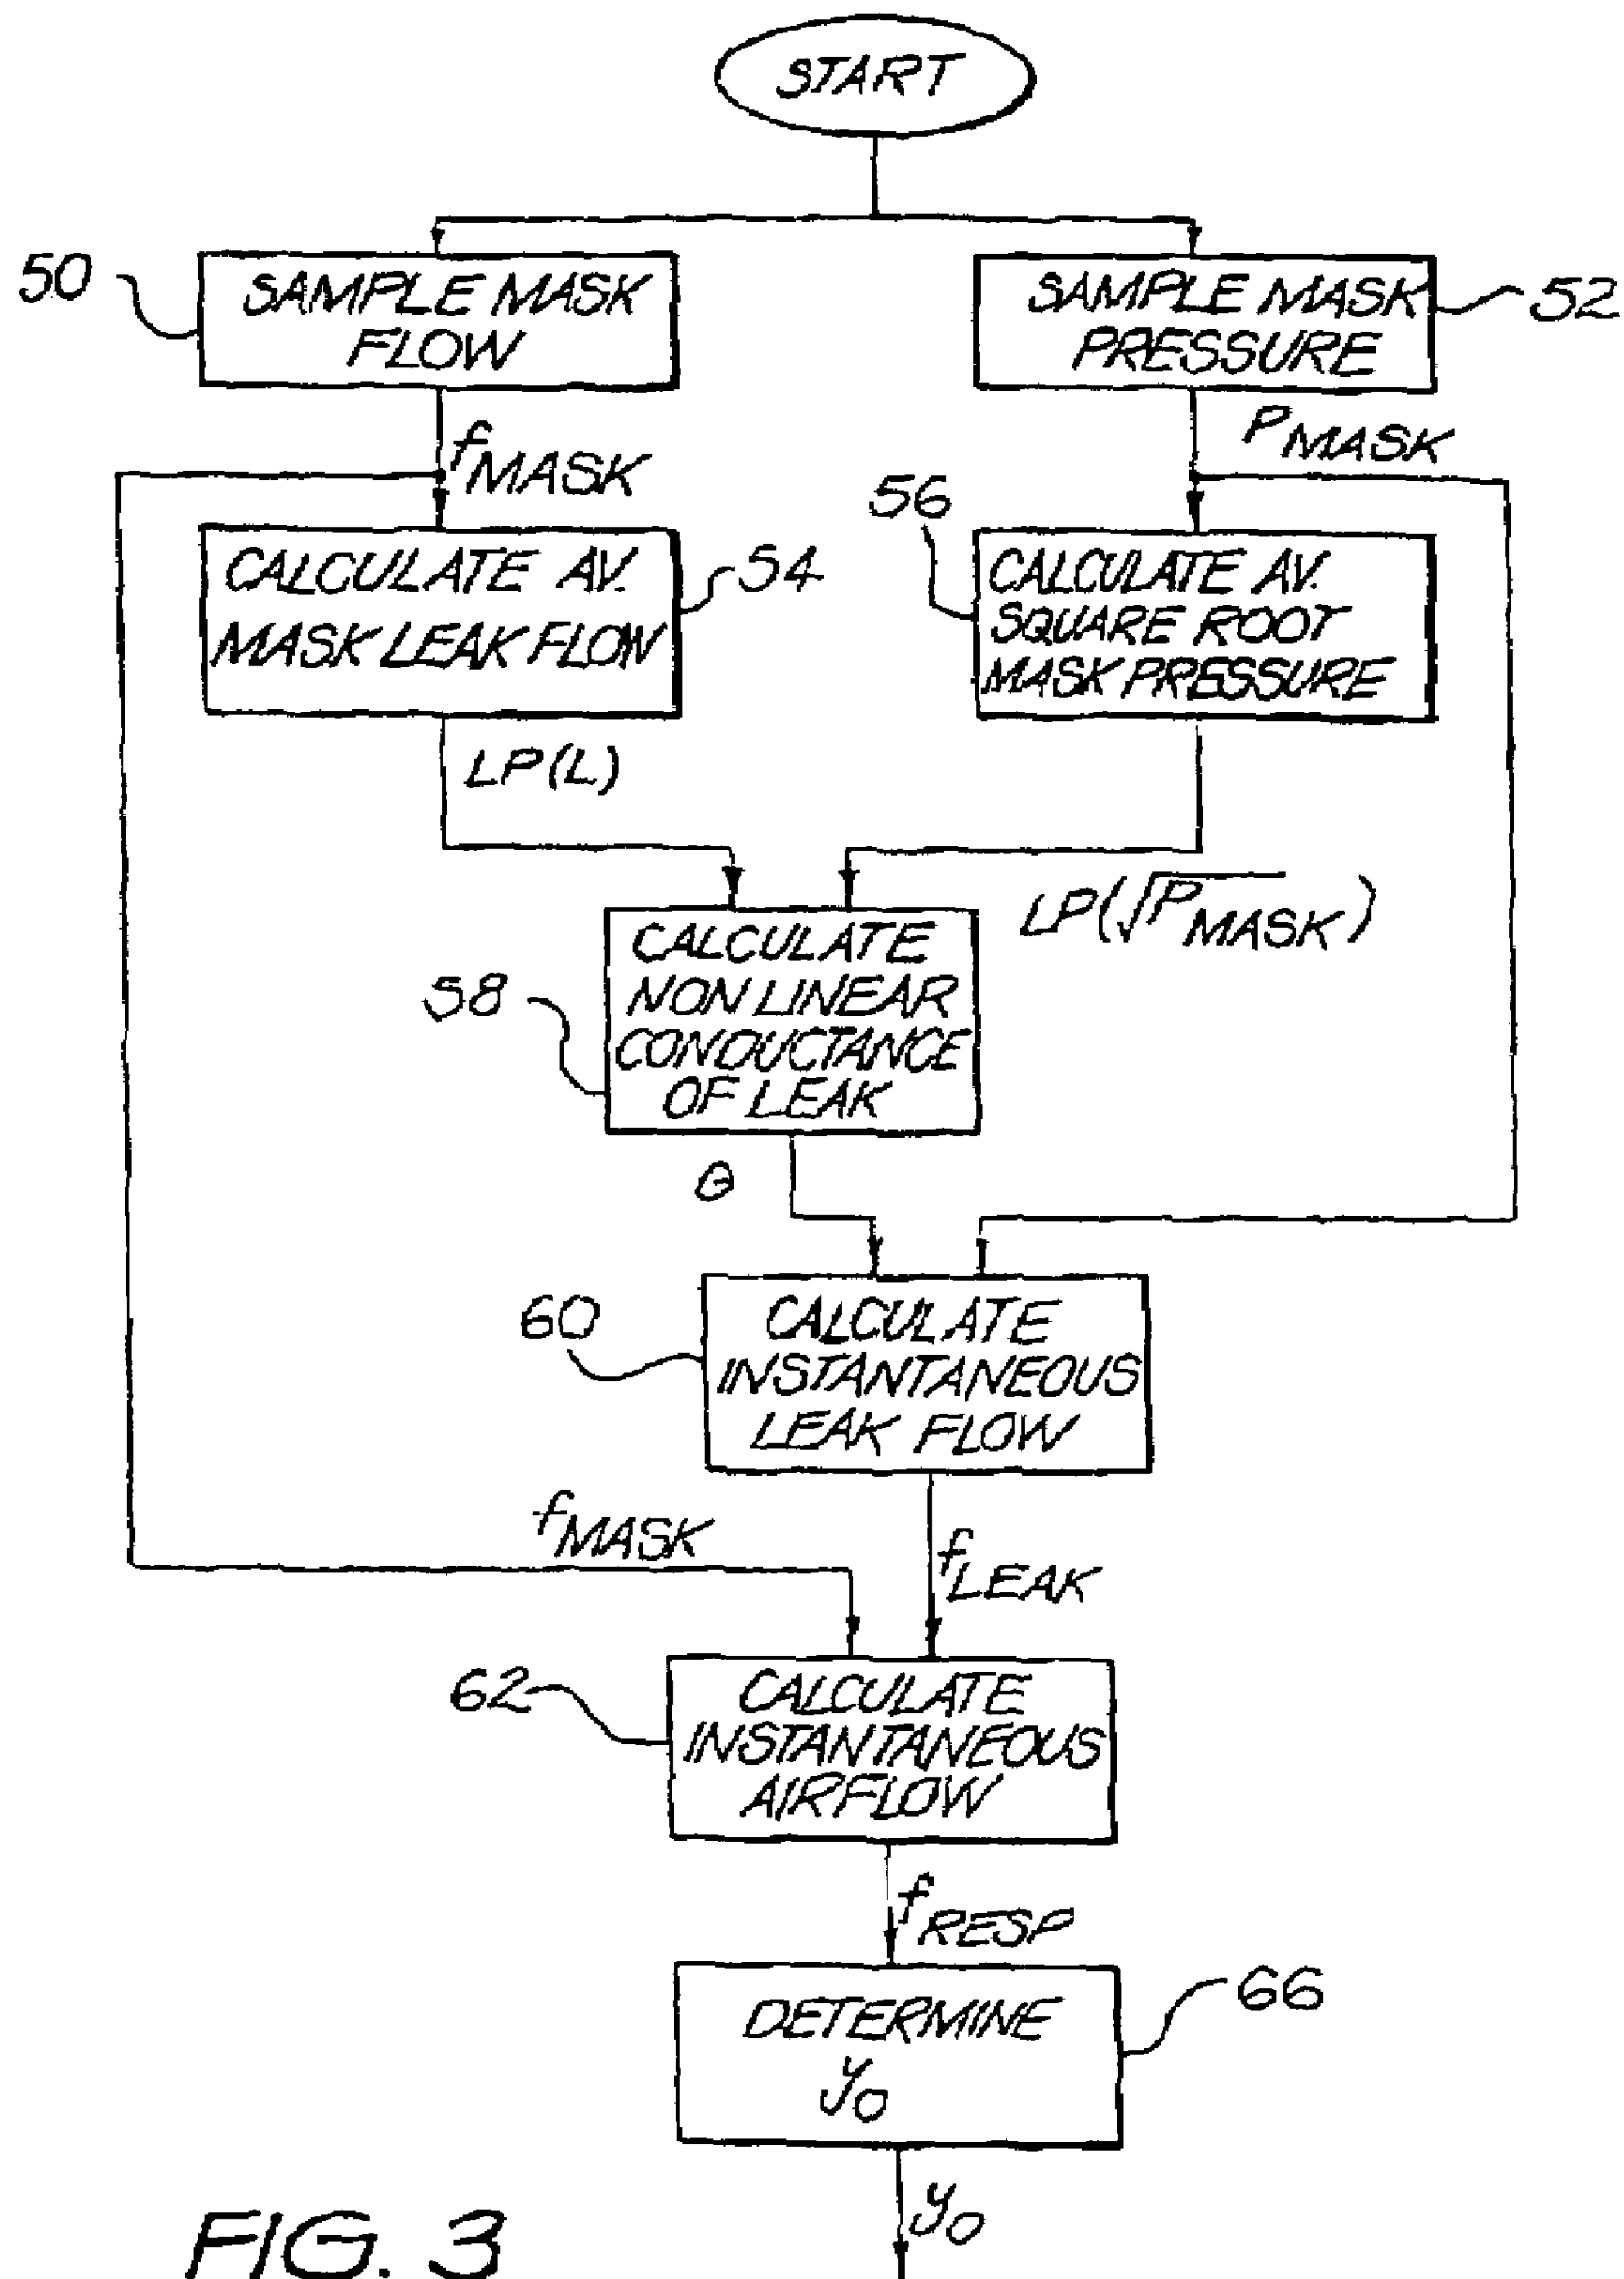 START
50
SAMPLE MASK
FLOW
SAMPLE MASK
PRESSURE
52
fMASK
PMASK
56
CALCULATE AV.
MASK LEAK FLOW
54
CALCULATE AV.
SQUARE ROOT
MASK PRESSURE
LP(L)
LP(√PMASK)
58
CALCULATE
NON LINEAR
CONDUCTANCE
OF LEAK
G
60
CALCULATE
INSTANTANEOUS
LEAK FLOW
fMASK
fLEAK
62
CALCULATE
INSTANTANEOUS
AIRFLOW
fRESP
66
DETERMINE
y0
y0
FIG. 3